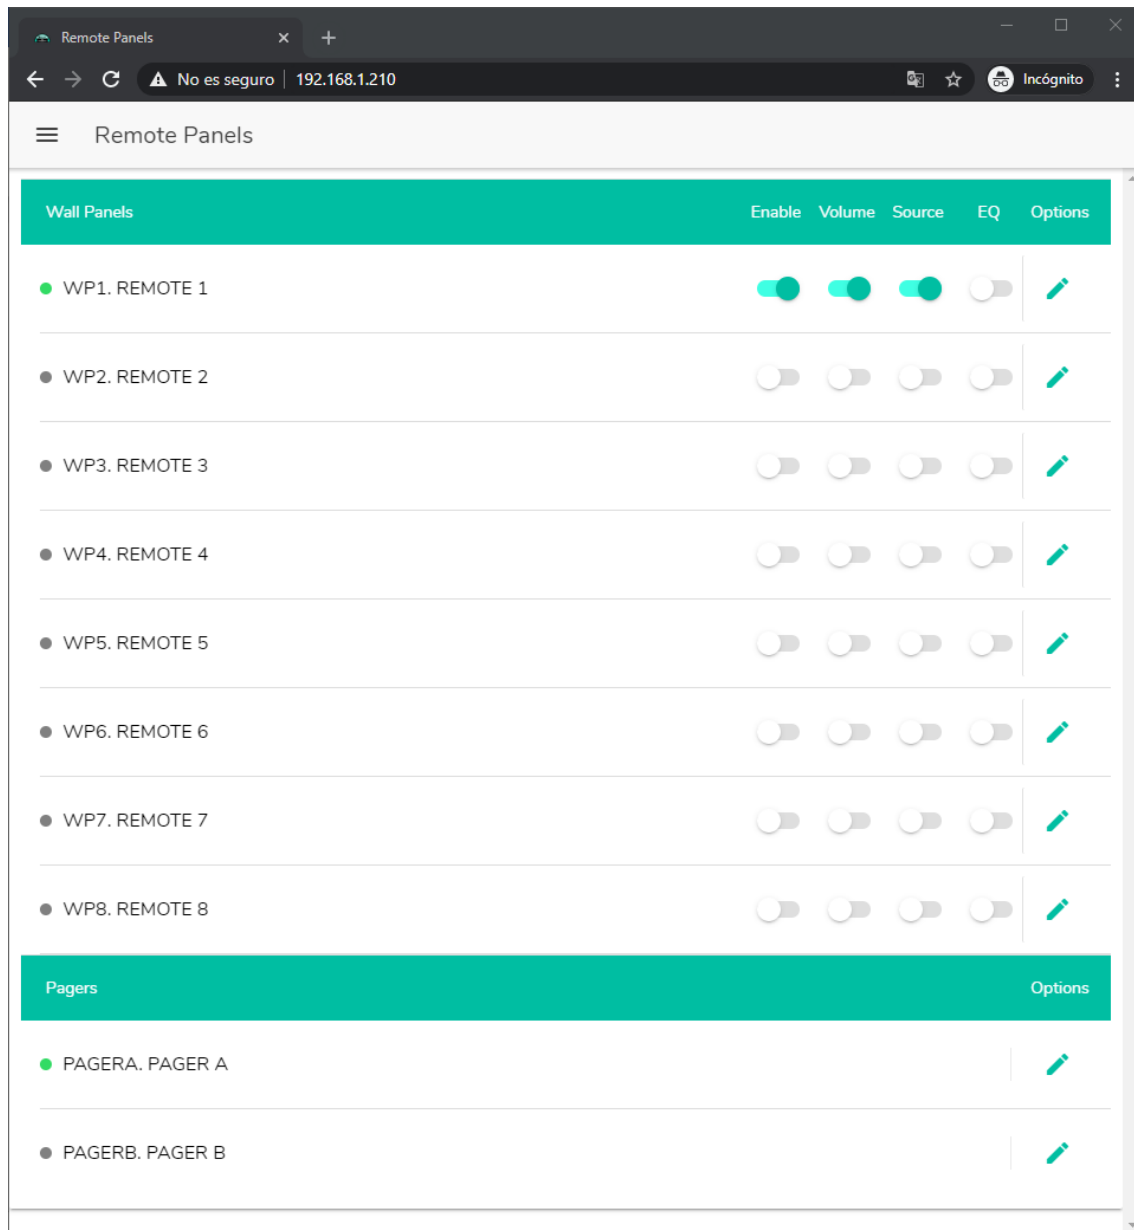 Remote Panels
No es seguro 192.168.1.210 Incógnito
Remote Panels
Wall Panels Enable Volume Source EQ Options
WP1. REMOTE 1
WP2. REMOTE 2
WP3. REMOTE 3
WP4. REMOTE 4
WP5. REMOTE 5
WP6. REMOTE 6
WP7. REMOTE 7
WP8. REMOTE 8
Pagers Options
PAGERA. PAGER A
PAGERB. PAGER B